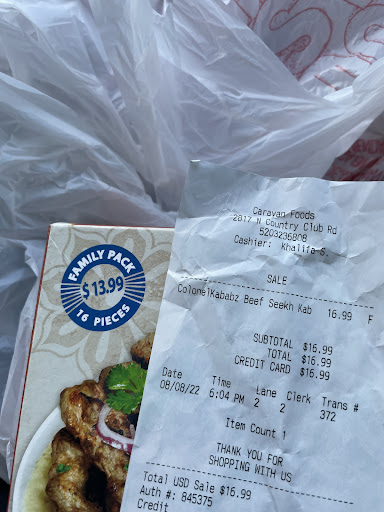 FAMILY PACK
$13.99
16 PIECES
Caravan Foods
2817 N Country Club Rd
5203236808
Cashier: Khalifa S.
SALE
ColonelKababz Beef Seekh Kab 16.99 F
SUBTOTAL $16.99
TOTAL $16.99
CREDIT CARD $16.99
Date Time Lane Clerk Trans #
08/08/22 6:04 PM 2 2 372
Item Count 1
THANK YOU FOR
SHOPPING WITH US
Total USD Sale $16.99
Auth #: 845375
Credit